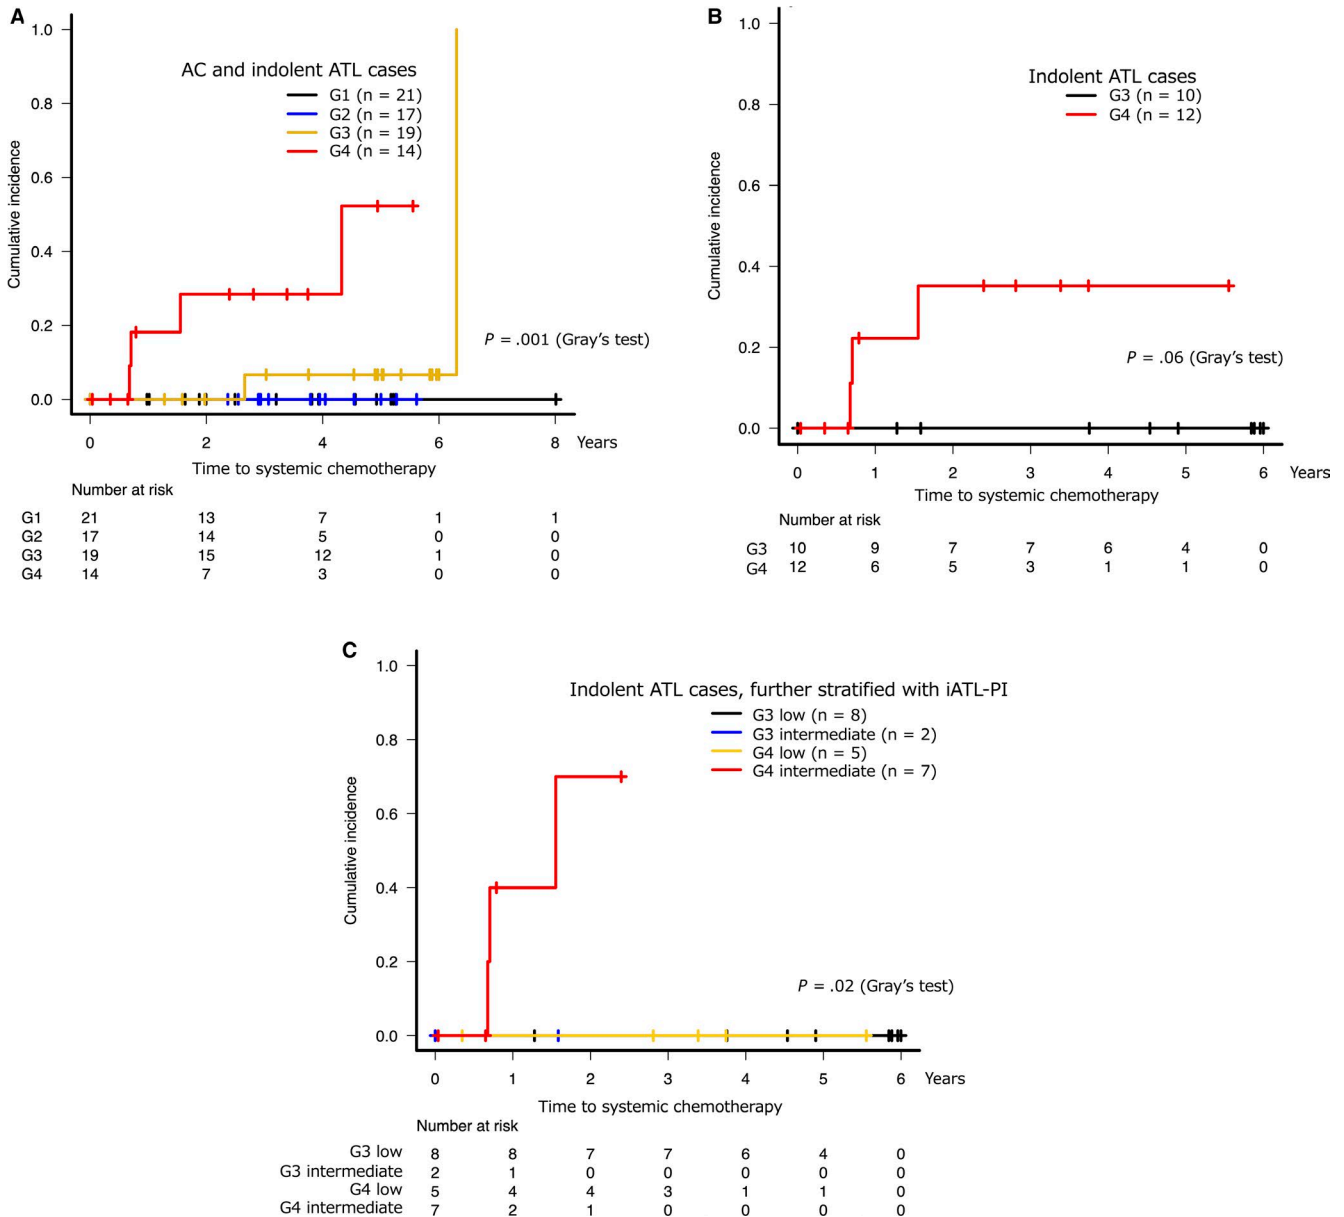 A
AC and indolent ATL cases
G1 (n = 21)
G2 (n = 17)
G3 (n = 19)
G4 (n = 14)
Cumulative incidence
1.0
0.8
0.6
0.4
0.2
0.0
P = .001 (Gray’s test)
0 2 4 6 8 Years
Time to systemic chemotherapy
Number at risk
G1 21 13 7 1 1
G2 17 14 5 0 0
G3 19 15 12 1 0
G4 14 7 3 0 0
B
Indolent ATL cases
G3 (n = 10)
G4 (n = 12)
Cumulative incidence
1.0
0.8
0.6
0.4
0.2
0.0
P = .06 (Gray’s test)
0 1 2 3 4 5 6 Years
Time to systemic chemotherapy
Number at risk
G3 10 9 7 7 6 4 0
G4 12 6 5 3 1 1 0
C
Indolent ATL cases, further stratified with iATL-PI
G3 low (n = 8)
G3 intermediate (n = 2)
G4 low (n = 5)
G4 intermediate (n = 7)
Cumulative incidence
1.0
0.8
0.6
0.4
0.2
0.0
P = .02 (Gray’s test)
0 1 2 3 4 5 6 Years
Time to systemic chemotherapy
Number at risk
G3 low 8 8 7 7 6 4 0
G3 intermediate 2 1 0 0 0 0 0
G4 low 5 4 4 3 1 1 0
G4 intermediate 7 2 1 0 0 0 0